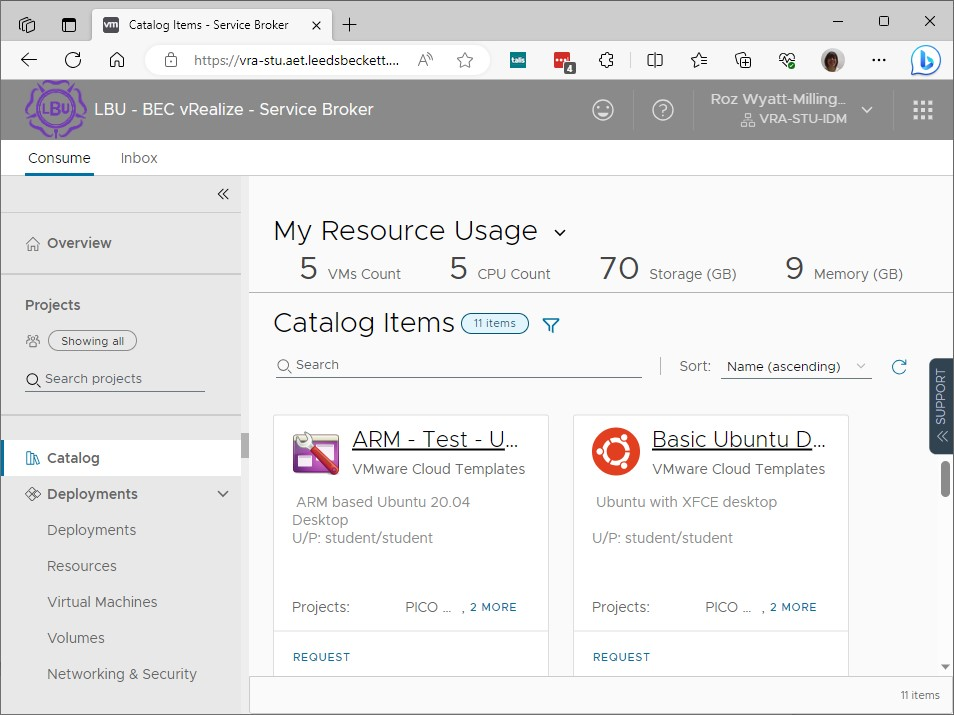 vm Catalog Items - Service Broker
https://vra-stu.aet.leedsbeckett....
talis
4
LBU
LBU - BEC vRealize - Service Broker
Roz Wyatt-Milling...
VRA-STU-IDM
Consume Inbox
Overview
Projects
Showing all
Search projects
Catalog
Deployments
Deployments
Resources
Virtual Machines
Volumes
Networking & Security
My Resource Usage
5 VMs Count 5 CPU Count 70 Storage (GB) 9 Memory (GB)
Catalog Items 11 items
Search Sort: Name (ascending)
SUPPORT
ARM - Test - U...
VMware Cloud Templates
ARM based Ubuntu 20.04
Desktop
U/P: student/student
Projects: PICO ... , 2 MORE
REQUEST
Basic Ubuntu D...
VMware Cloud Templates
Ubuntu with XFCE desktop
U/P: student/student
Projects: PICO ... , 2 MORE
REQUEST
11 items